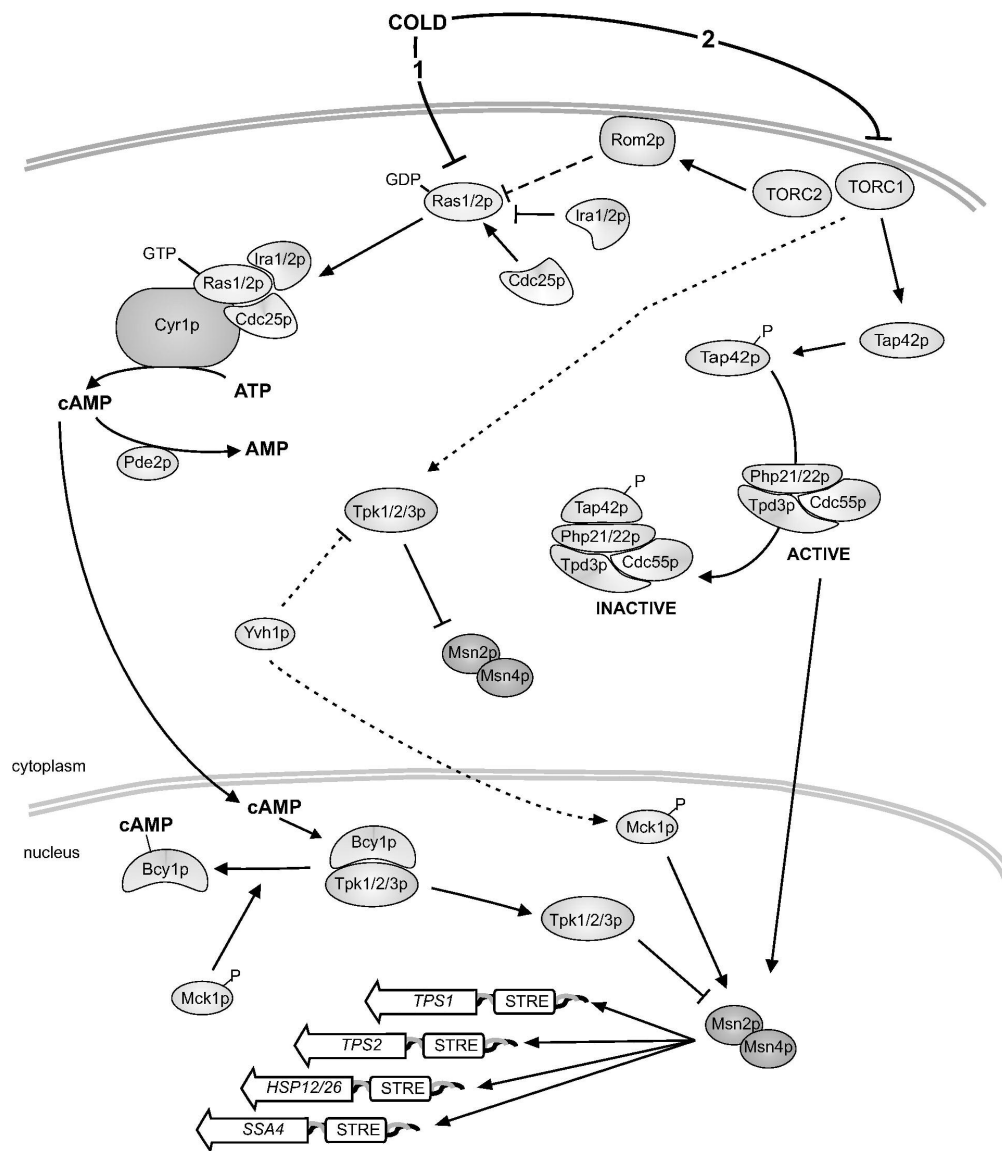 COLD
1
2
Rom2p
TORC2
TORC1
GDP
Ras1/2p
Ira1/2p
Cdc25p
GTP
Ira1/2p
Ras1/2p
Cdc25p
Cyr1p
ATP
cAMP
AMP
Pde2p
Tap42p
P
Tap42p
Php21/22p
Tpd3p
Cdc55p
ACTIVE
Tpk1/2/3p
P
Tap42p
Php21/22p
Tpd3p
Cdc55p
INACTIVE
Yvh1p
Msn2p
Msn4p
cytoplasm
nucleus
cAMP
cAMP
Bcy1p
Bcy1p
Tpk1/2/3p
P
Mck1p
Tpk1/2/3p
P
Mck1p
Msn2p
Msn4p
TPS1 STRE
TPS2 STRE
HSP12/26 STRE
SSA4 STRE